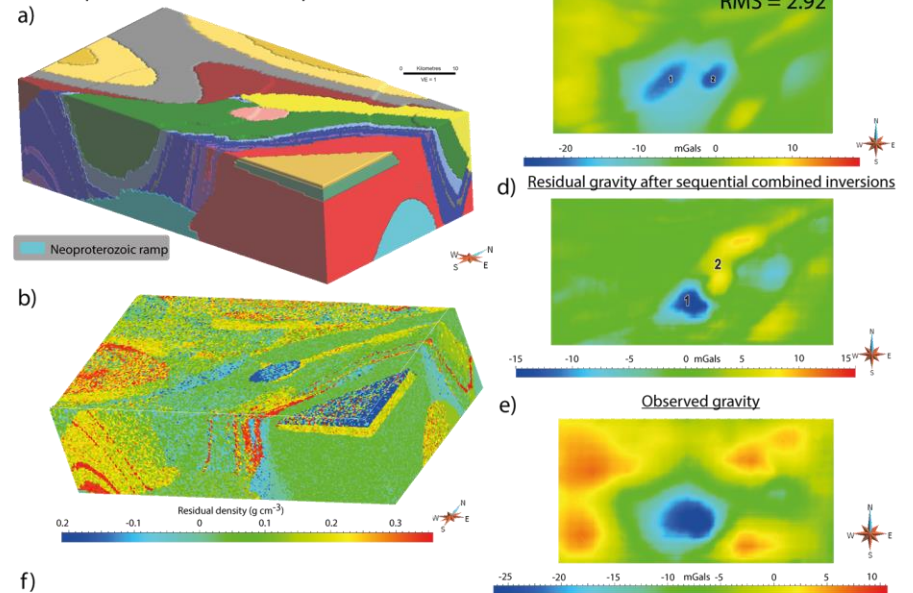 RMS = 2.92
a)
Kilometres
0 10
VE = 1
Neoproterozoic ramp
N
W
S E
1 2
N
W E
S
-20 -10 mGals 0 10
d) Residual gravity after sequential combined inversions
2
1
N
W E
S
-15 -10 -5 0 mGals 5 10 15
b)
N
W E
S
Residual density (g cm-3)
0.2 -0.1 0 0.1 0.2 0.3
e) Observed gravity
N
W E
S
-25 -20 -15 -10 mGals -5 0 5 10
f)